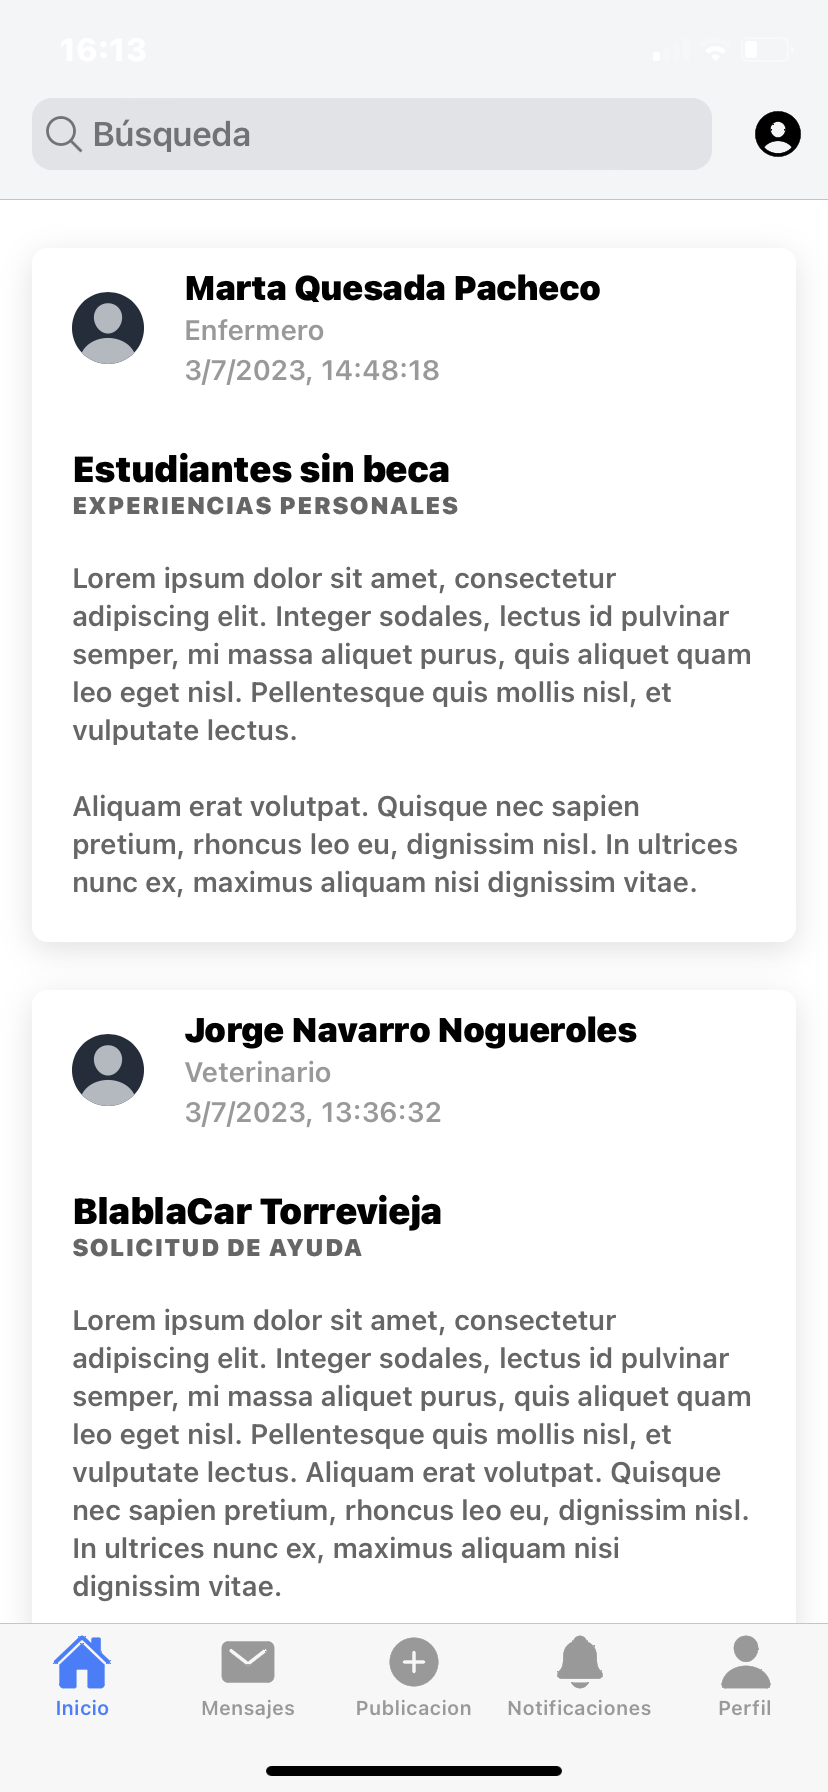 16:13
Búsqueda
Marta Quesada Pacheco
Enfermero
3/7/2023, 14:48:18
Estudiantes sin beca
EXPERIENCIAS PERSONALES
Lorem ipsum dolor sit amet, consectetur
adipiscing elit. Integer sodales, lectus id pulvinar
semper, mi massa aliquet purus, quis aliquet quam
leo eget nisl. Pellentesque quis mollis nisl, et
vulputate lectus.
Aliquam erat volutpat. Quisque nec sapien
pretium, rhoncus leo eu, dignissim nisl. In ultrices
nunc ex, maximus aliquam nisi dignissim vitae.
Jorge Navarro Nogueroles
Veterinario
3/7/2023, 13:36:32
BlablaCar Torrevieja
SOLICITUD DE AYUDA
Lorem ipsum dolor sit amet, consectetur
adipiscing elit. Integer sodales, lectus id pulvinar
semper, mi massa aliquet purus, quis aliquet quam
leo eget nisl. Pellentesque quis mollis nisl, et
vulputate lectus. Aliquam erat volutpat. Quisque
nec sapien pretium, rhoncus leo eu, dignissim nisl.
In ultrices nunc ex, maximus aliquam nisi
dignissim vitae.
Inicio Mensajes Publicacion Notificaciones Perfil